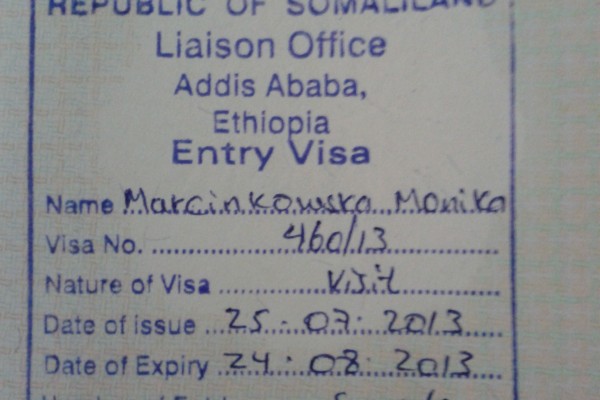 REPUBLIC OF SOMALILAND
Liaison Office
Addis Ababa,
Ethiopia
Entry Visa
Name Marcinkowska Monika
Visa No. 460/13
Nature of Visa Visit
Date of issue 25.07.2013
Date of Expiry 24.08.2013